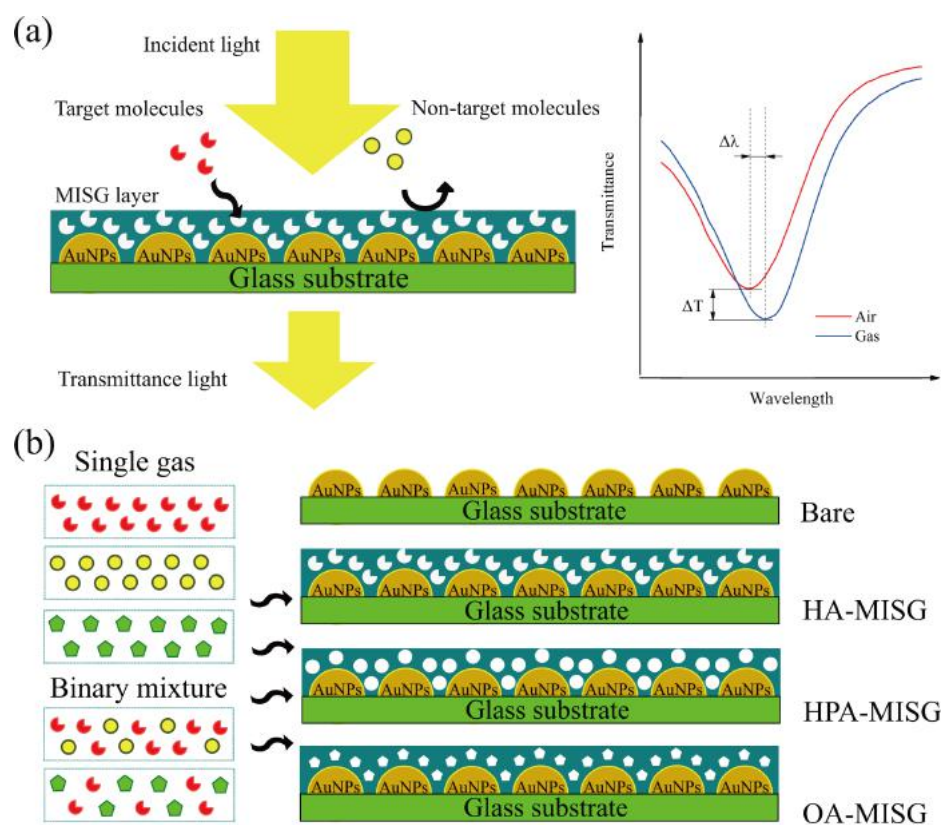 (a)
Incident light
Target molecules
Non-target molecules
MISG layer
AuNPs AuNPs AuNPs AuNPs AuNPs AuNPs AuNPs
Glass substrate
Transmittance light
Transmittance
Δλ
ΔT
Air
Gas
Wavelength
(b)
Single gas
Binary mixture
AuNPs AuNPs AuNPs AuNPs AuNPs AuNPs AuNPs
Glass substrate
Bare
AuNPs AuNPs AuNPs AuNPs AuNPs AuNPs AuNPs
Glass substrate
HA-MISG
AuNPs AuNPs AuNPs AuNPs AuNPs AuNPs AuNPs
Glass substrate
HPA-MISG
AuNPs AuNPs AuNPs AuNPs AuNPs AuNPs AuNPs
Glass substrate
OA-MISG